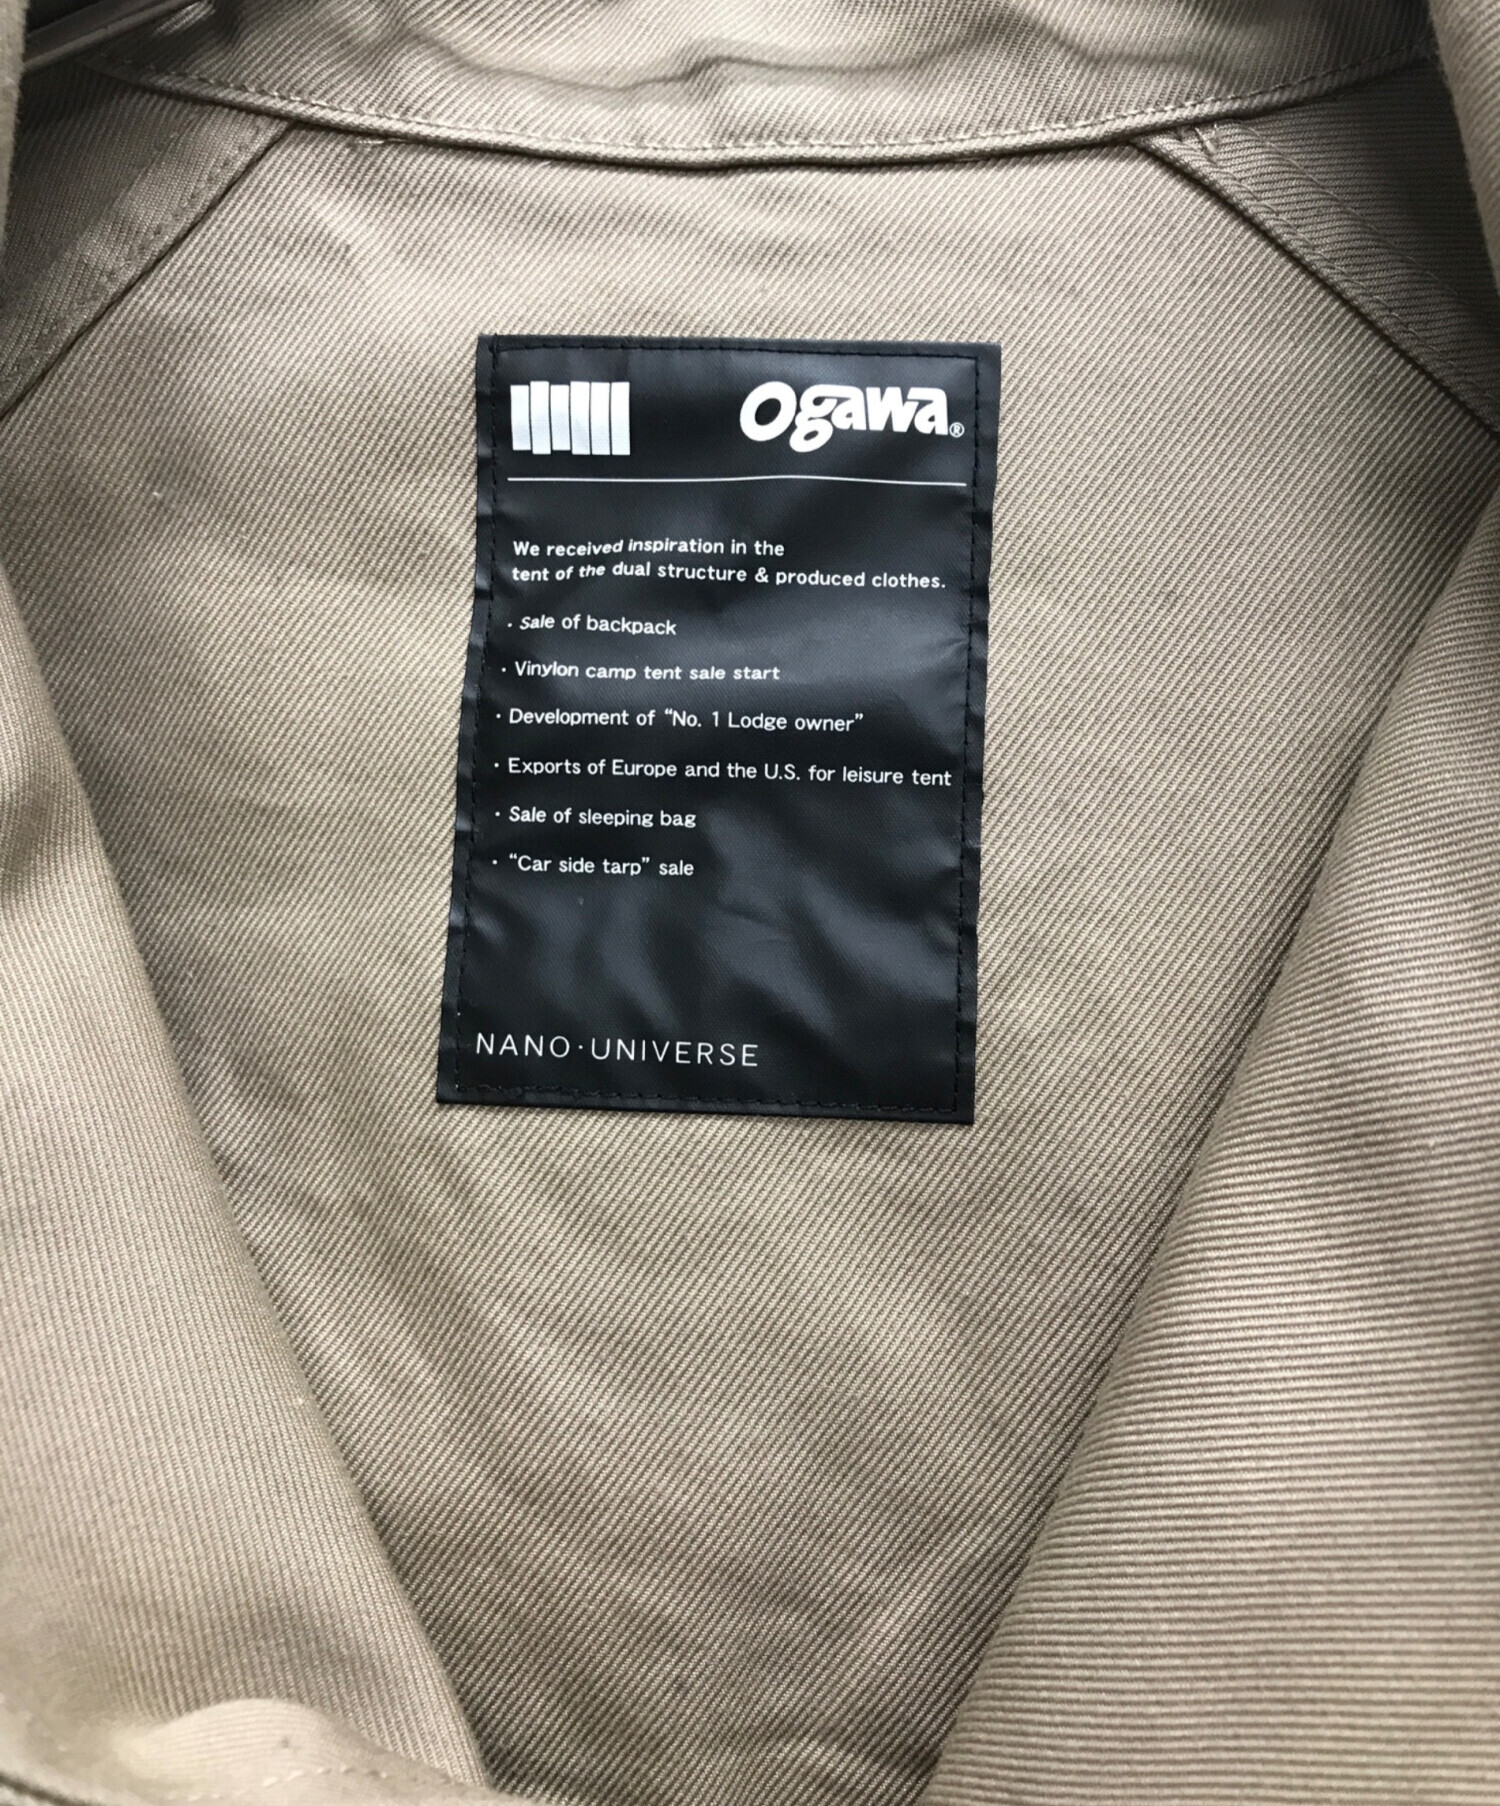 Ogawa®
We received inspiration in the
tent of the dual structure & produced clothes.
· Sale of backpack
· Vinylon camp tent sale start
· Development of “No. 1 Lodge owner”
· Exports of Europe and the U.S. for leisure tent
· Sale of sleeping bag
· “Car side tarp” sale
NANO·UNIVERSE